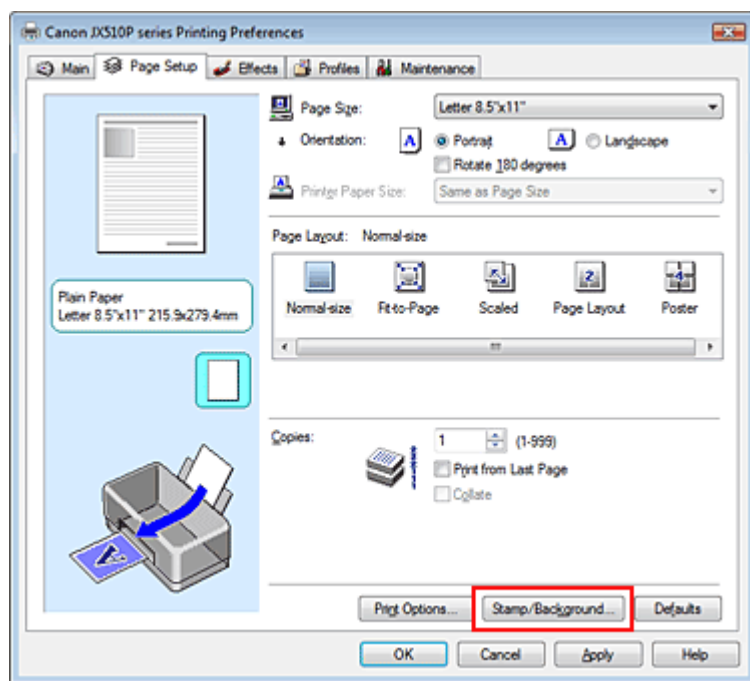 Canon JX510P series Printing Preferences
Main Page Setup Effects Profiles Maintenance
Page Size: Letter 8.5"x11"
Orientation: A Portrait A Landscape
Rotate 180 degrees
Printer Paper Size: Same as Page Size
Page Layout: Normal-size
Normal-size Fit-to-Page Scaled Page Layout Poster
Plain Paper
Letter 8.5"x11" 215.9x279.4mm
Copies: 1 (1-999)
Print from Last Page
Collate
Print Options... Stamp/Background... Defaults
OK Cancel Apply Help